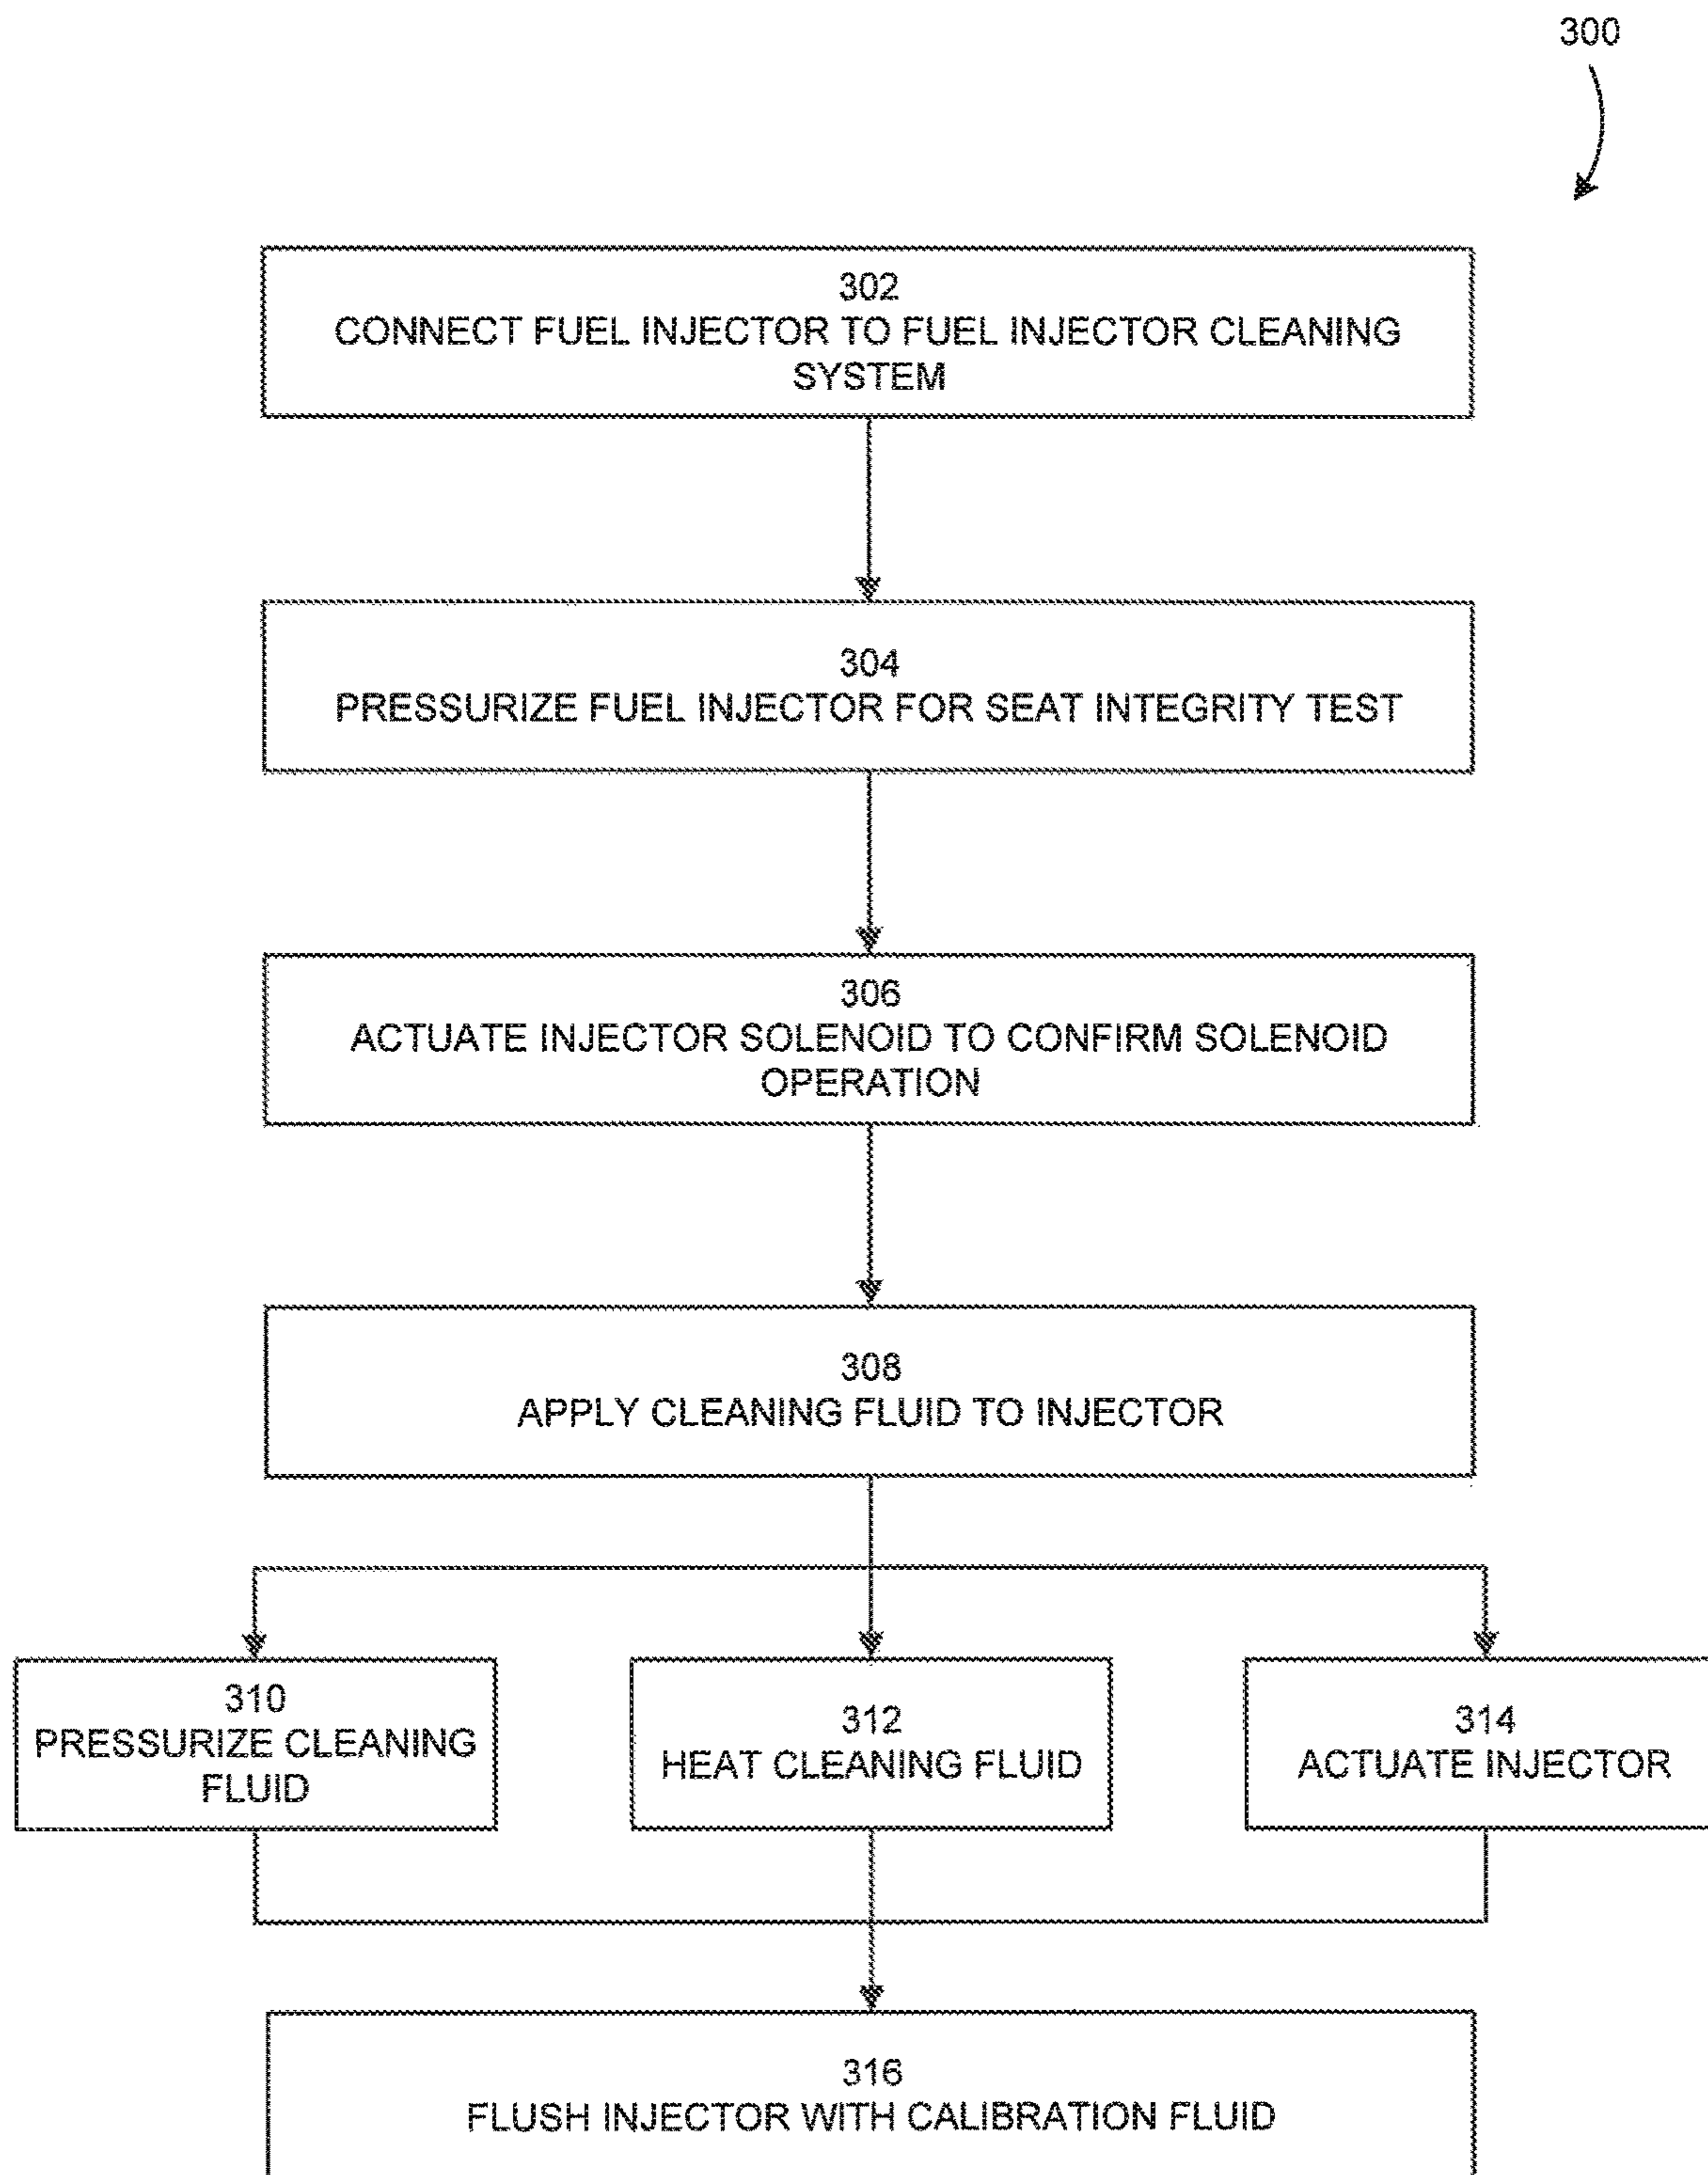 300
302
CONNECT FUEL INJECTOR TO FUEL INJECTOR CLEANING
SYSTEM
304
PRESSURIZE FUEL INJECTOR FOR SEAT INTEGRITY TEST
306
ACTUATE INJECTOR SOLENOID TO CONFIRM SOLENOID
OPERATION
308
APPLY CLEANING FLUID TO INJECTOR
310
PRESSURIZE CLEANING
FLUID
312
HEAT CLEANING FLUID
314
ACTUATE INJECTOR
316
FLUSH INJECTOR WITH CALIBRATION FLUID